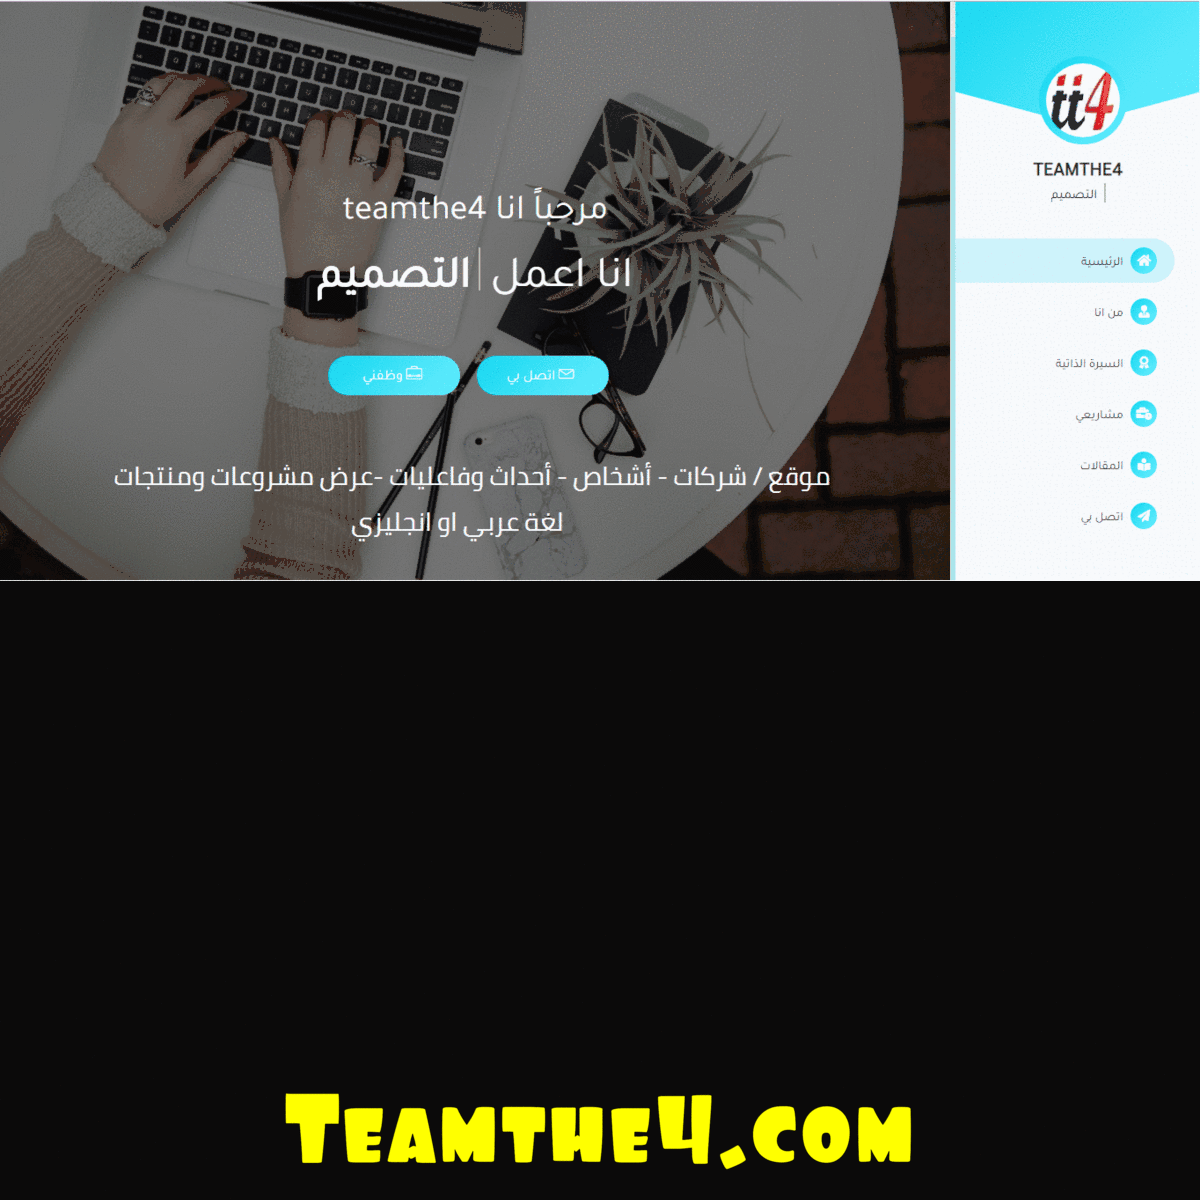 tt4
TEAMTHE4
التصميم
الرئيسية
من انا
السيرة الذاتية
مشاريعي
المقالات
اتصل بي
مرحباً انا teamthe4
انا اعمل التصميم
اتصل بي
وظفني
موقع / شركات - أشخاص - أحداث وفاعليات -عرض مشروعات ومنتجات
لغة عربي او انجليزي
Teamthe4.com